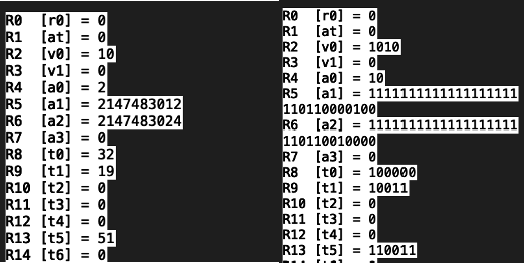 R0 [r0] = 0
R1 [at] = 0
R2 [v0] = 10
R3 [v1] = 0
R4 [a0] = 2
R5 [a1] = 2147483012
R6 [a2] = 2147483024
R7 [a3] = 0
R8 [t0] = 32
R9 [t1] = 19
R10 [t2] = 0
R11 [t3] = 0
R12 [t4] = 0
R13 [t5] = 51
R14 [t6] = 0
R0 [r0] = 0
R1 [at] = 0
R2 [v0] = 1010
R3 [v1] = 0
R4 [a0] = 10
R5 [a1] = 1111111111111111111
110110000100
R6 [a2] = 1111111111111111111
110110010000
R7 [a3] = 0
R8 [t0] = 100000
R9 [t1] = 10011
R10 [t2] = 0
R11 [t3] = 0
R12 [t4] = 0
R13 [t5] = 110011